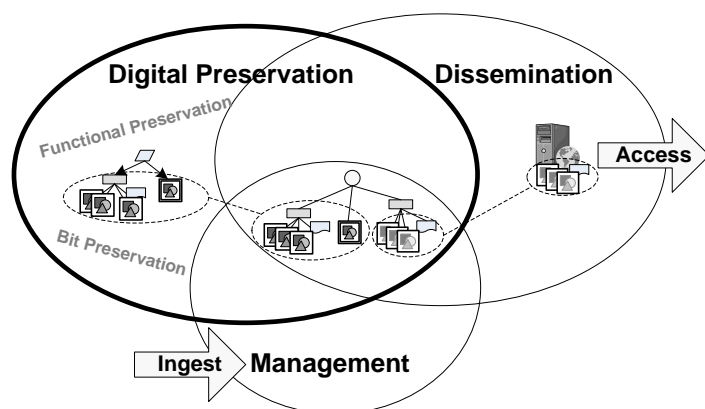 Digital Preservation
Dissemination
Functional Preservation
Access
Bit Preservation
Ingest
Management